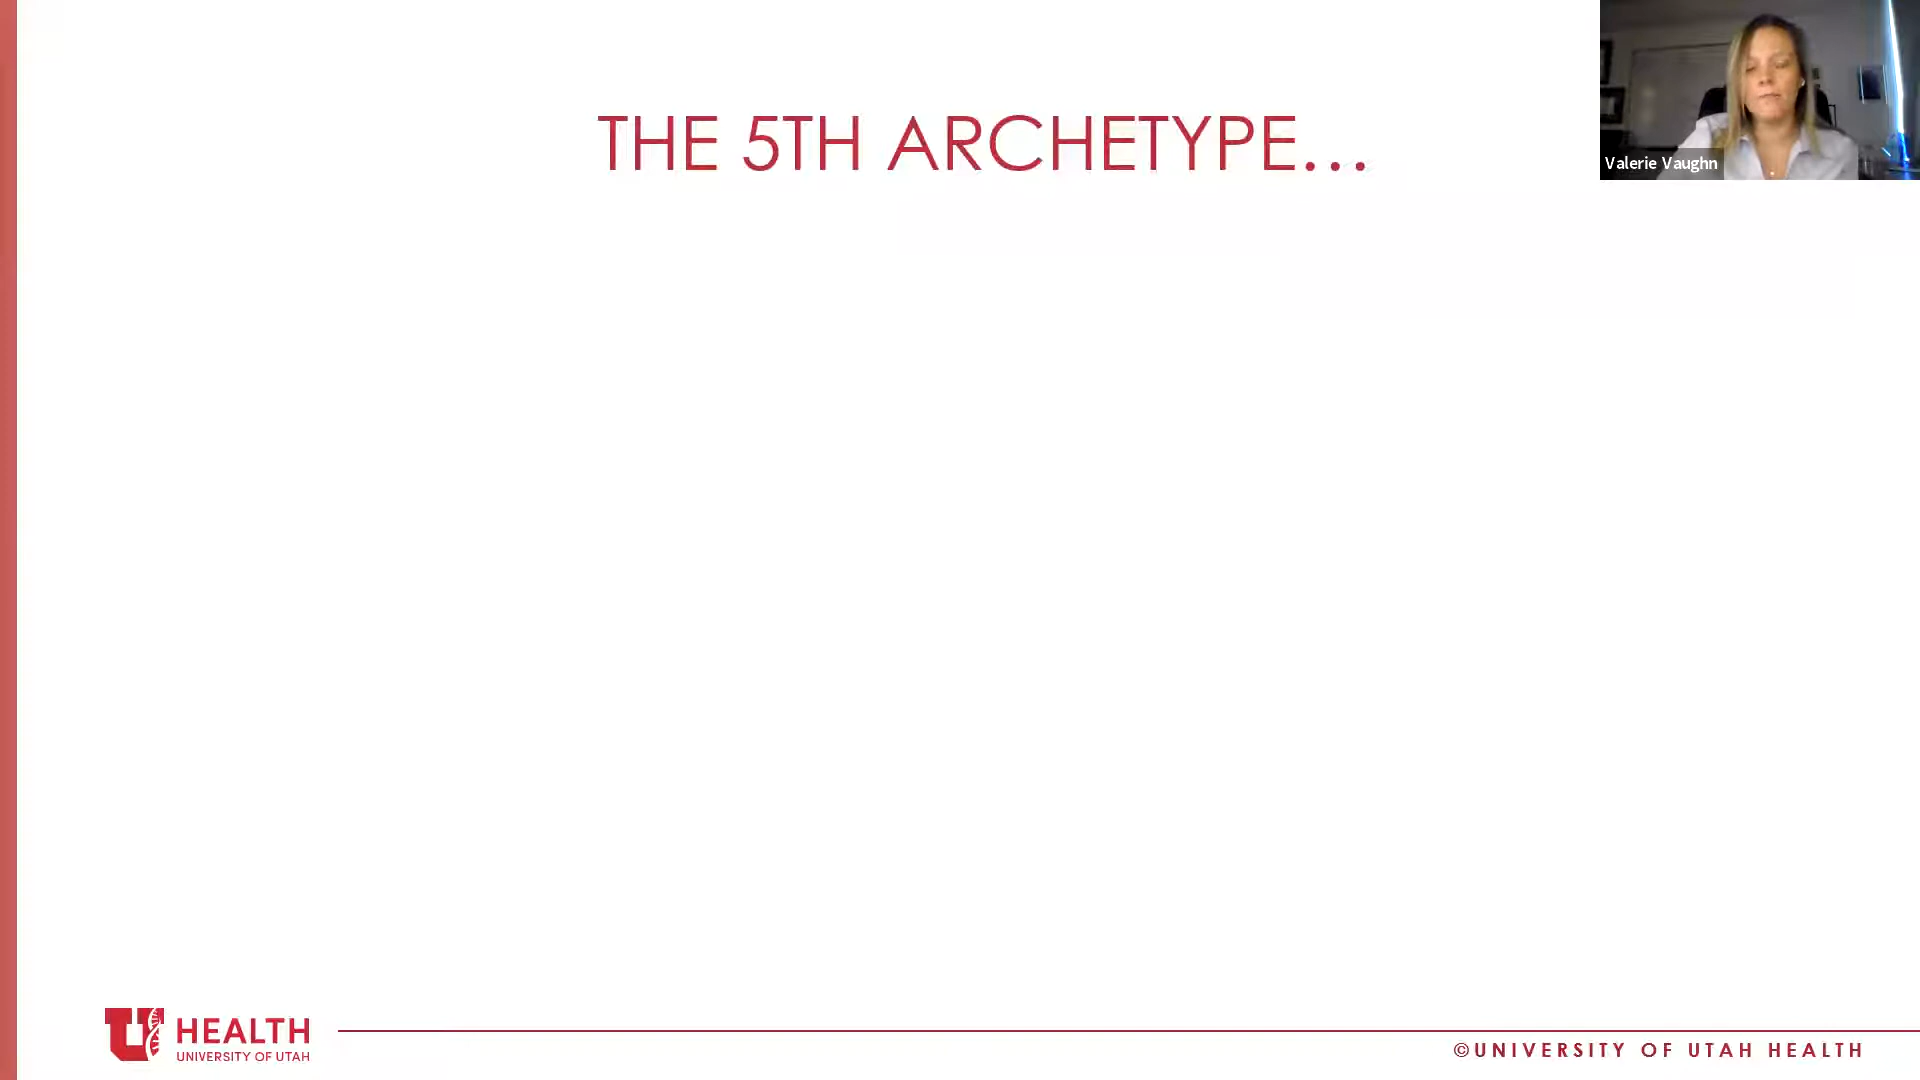 THE 5TH ARCHETYPE...
Valerie Vaughn
U HEALTH
UNIVERSITY OF UTAH
©UNIVERSITY OF UTAH HEALTH